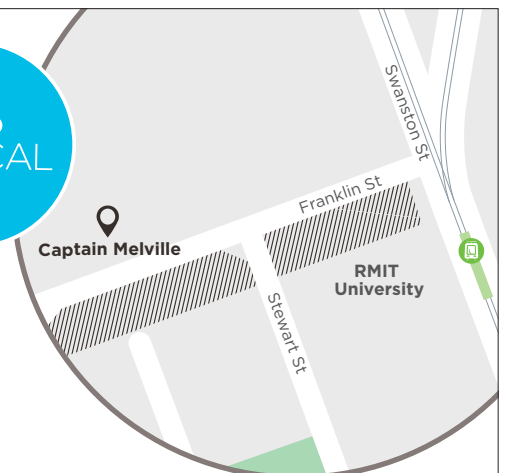 Swanston St
Franklin St
Captain Melville
RMIT
University
Stewart St